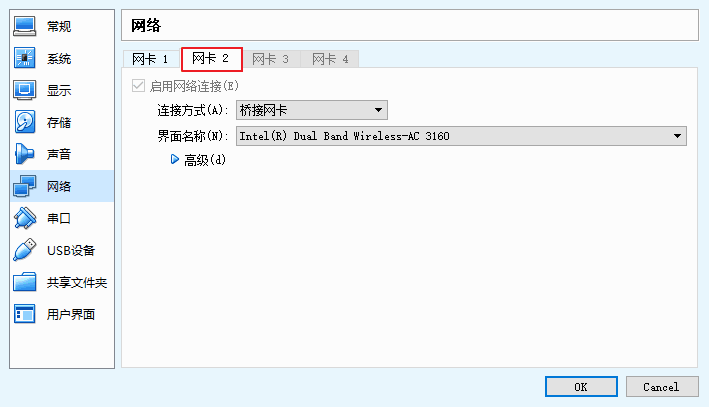 常规
系统
显示
存储
声音
网络
串口
USB设备
共享文件夹
用户界面
网络
网卡 1 网卡 2 网卡 3 网卡 4
启用网络连接(E)
连接方式(A): 桥接网卡
界面名称(N): Intel(R) Dual Band Wireless-AC 3160
高级(d)
OK Cancel